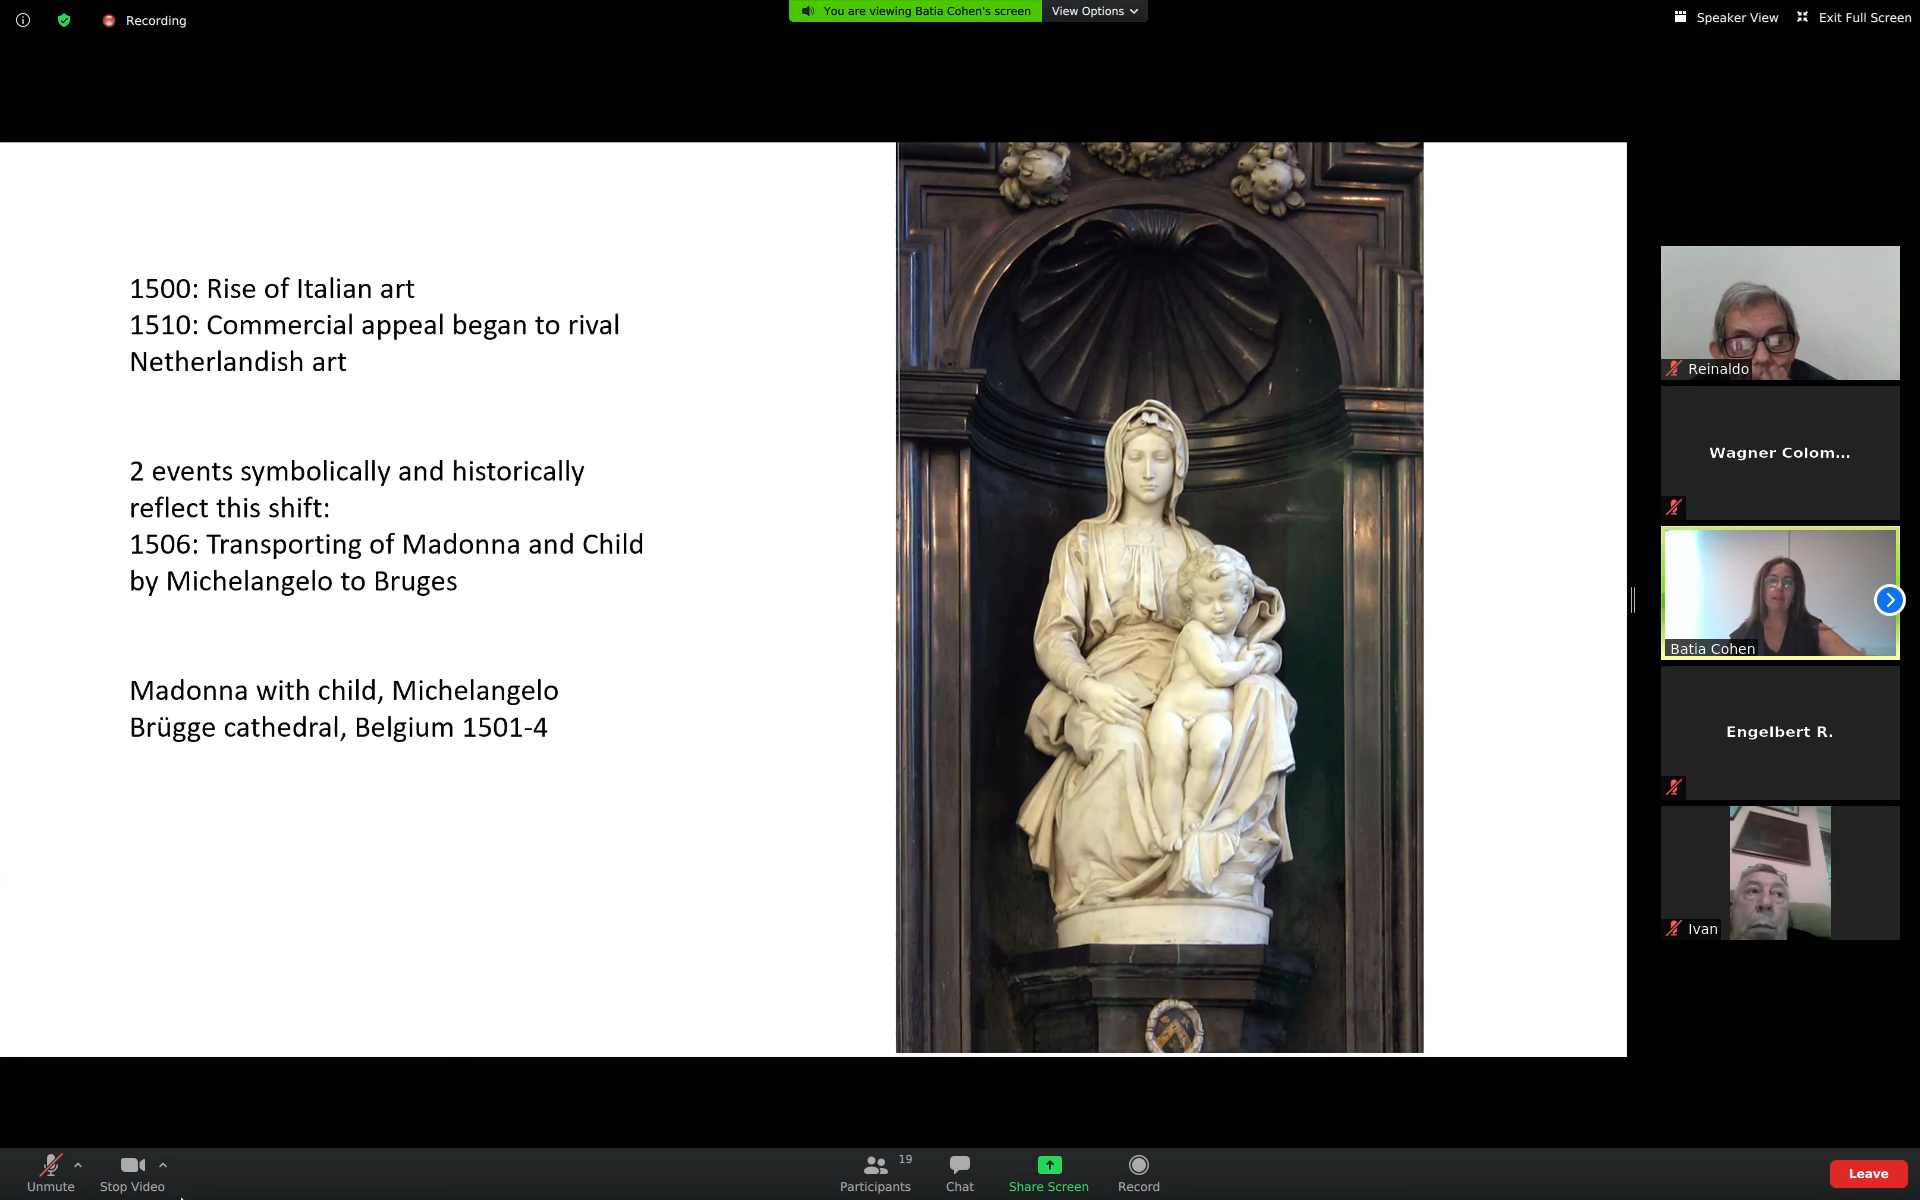 Recording
You are viewing Batia Cohen's screen
View Options
Speaker View
Exit Full Screen
1500: Rise of Italian art
1510: Commercial appeal began to rival
Netherlandish art
2 events symbolically and historically
reflect this shift:
1506: Transporting of Madonna and Child
by Michelangelo to Bruges
Madonna with child, Michelangelo
Brügge cathedral, Belgium 1501-4
Reinaldo
Wagner Colom...
Batia Cohen
Engelbert R.
Ivan
Unmute
Stop Video
19
Participants
Chat
Share Screen
Record
Leave